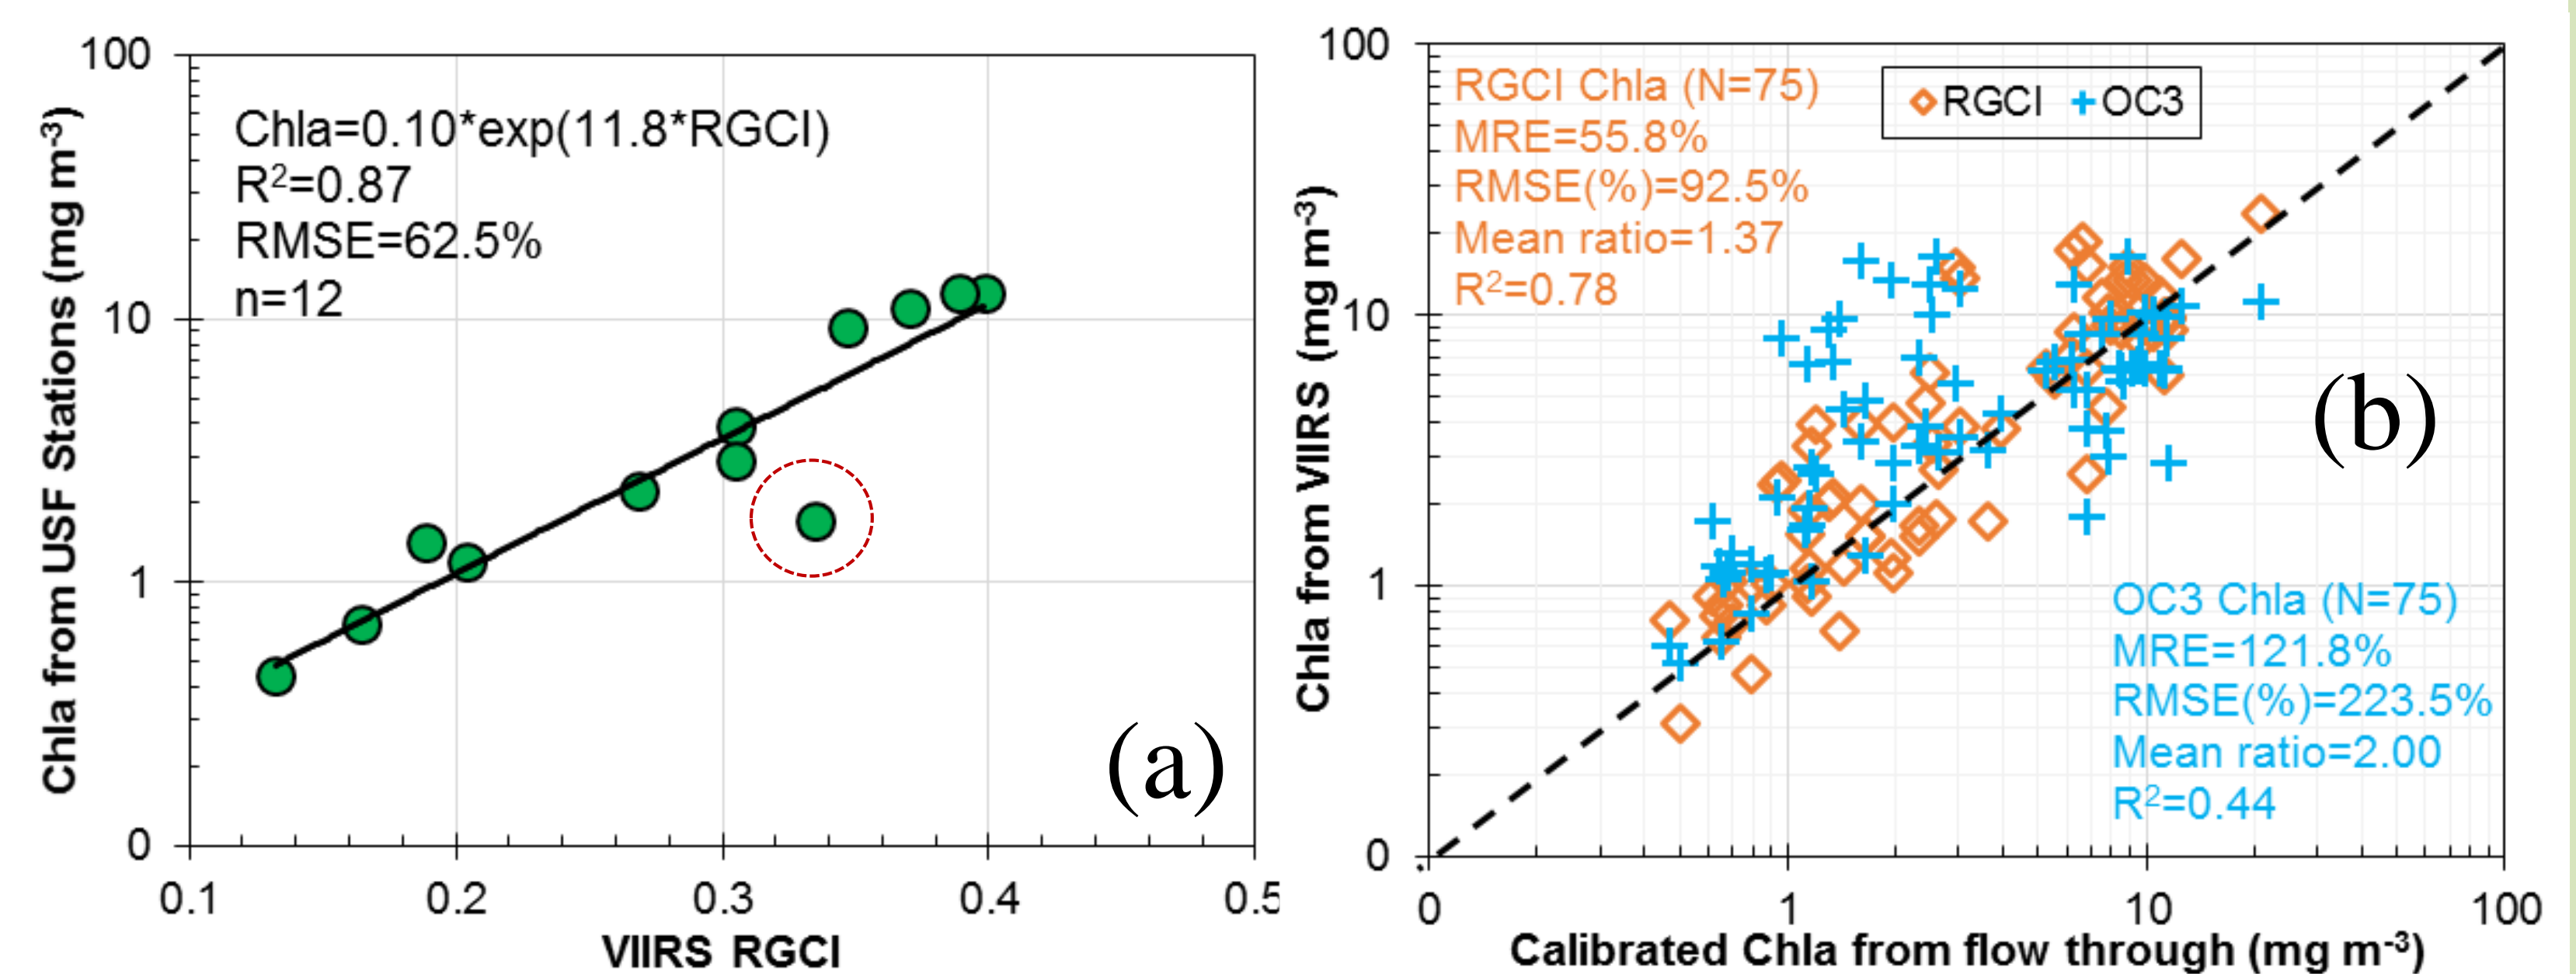 100
10
1
0
Chla from USF Stations (mg m-3)
Chla=0.10*exp(11.8*RGCI)
R2=0.87
RMSE=62.5%
n=12
(a)
0.1 0.2 0.3 0.4 0.5
VIIRS RGCI
100
10
1
0
Chla from VIIRS (mg m-3)
RGCI Chla (N=75)
MRE=55.8%
RMSE(%)=92.5%
Mean ratio=1.37
R2=0.78
RGCI OC3
(b)
OC3 Chla (N=75)
MRE=121.8%
RMSE(%)=223.5%
Mean ratio=2.00
R2=0.44
0 1 10 100
Calibrated Chla from flow through (mg m-3)